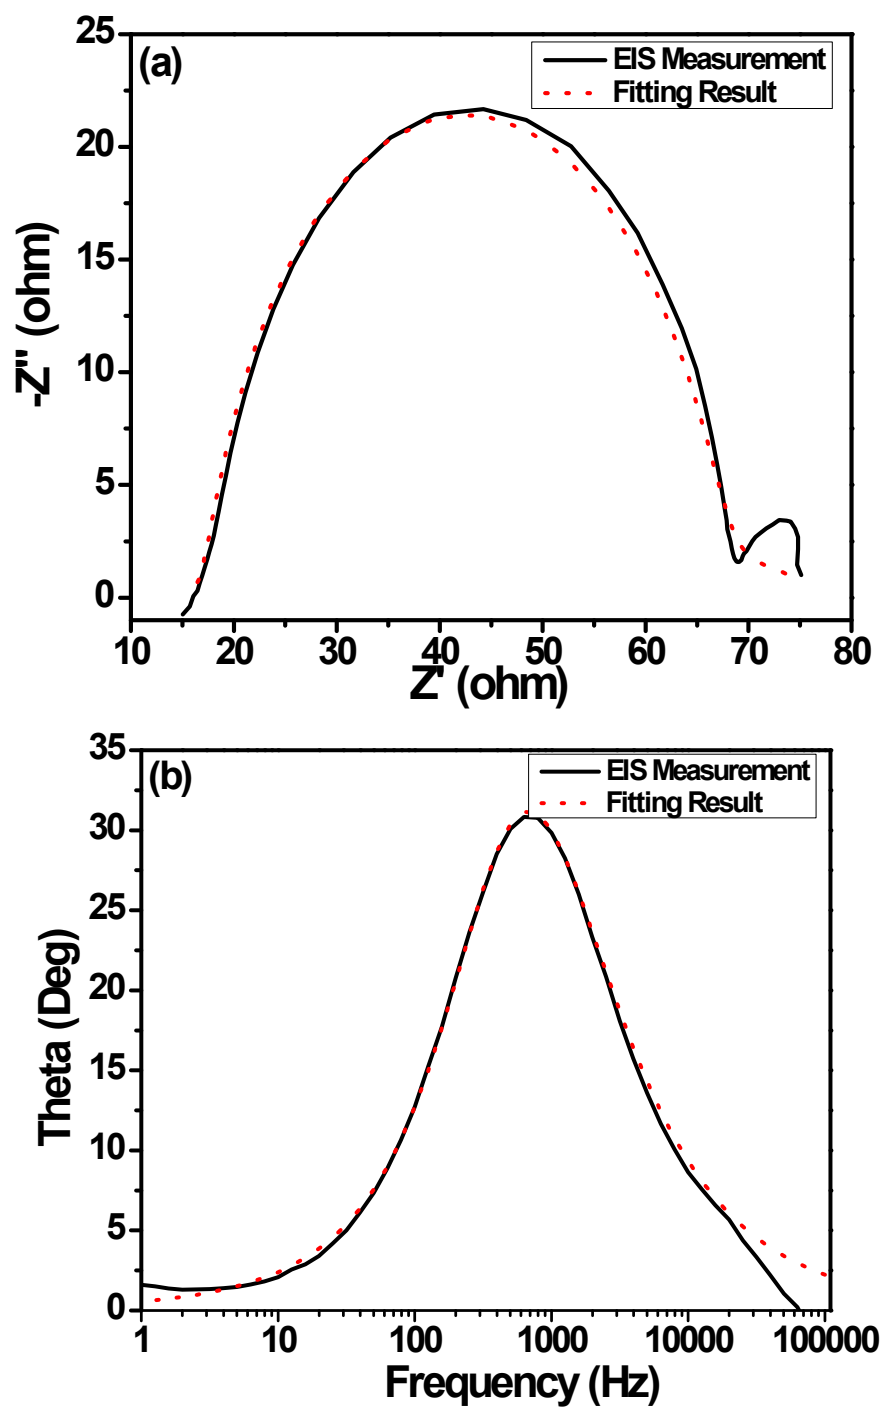 (a)
EIS Measurement
Fitting Result
25
20
15
10
5
0
-Z'' (ohm)
10 20 30 40 50 60 70 80
Z' (ohm)
(b)
EIS Measurement
Fitting Result
35
30
25
20
15
10
5
0
Theta (Deg)
1 10 100 1000 10000 100000
Frequency (Hz)